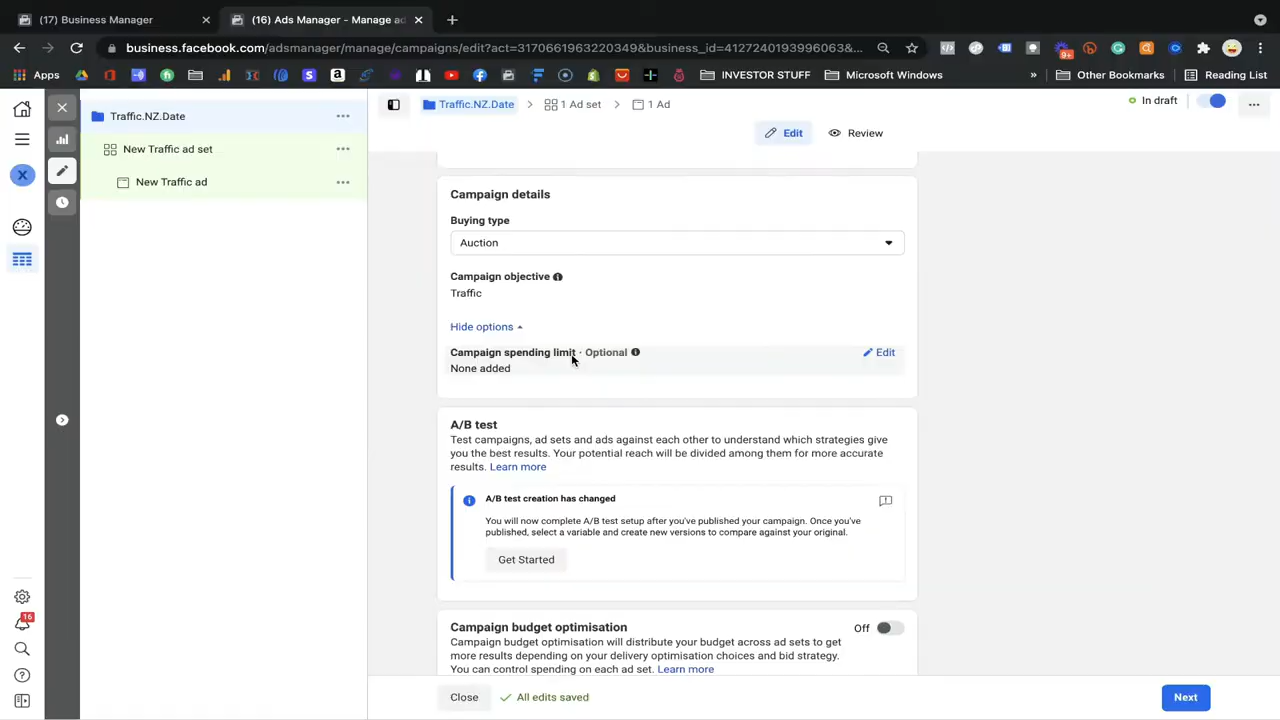 (17) Business Manager
(16) Ads Manager - Manage ad
business.facebook.com/adsmanager/manage/campaigns/edit?act=3170661963220349&business_id=412724019399606​3&...
Apps
INVESTOR STUFF
Microsoft Windows
»
Other Bookmarks
Reading List
Traffic.NZ.Date
New Traffic ad set
New Traffic ad
X
16
Traffic.NZ.Date
1 Ad set
1 Ad
In draft
Edit
Review
Campaign details
Buying type
Auction
Campaign objective
Traffic
Hide options
Campaign spending limit · Optional
Edit
None added
A/B test
Test campaigns, ad sets and ads against each other to understand which strategies give
you the best results. Your potential reach will be divided among them for more accurate
results. Learn more
A/B test creation has changed
You will now complete A/B test setup after you've published your campaign. Once you've
published, select a variable and create new versions to compare against your original.
Get Started
Campaign budget optimisation
Off
Campaign budget optimisation will distribute your budget across ad sets to get
more results depending on your delivery optimisation choices and bid strategy.
You can control spending on each ad set. Learn more
Close
All edits saved
Next